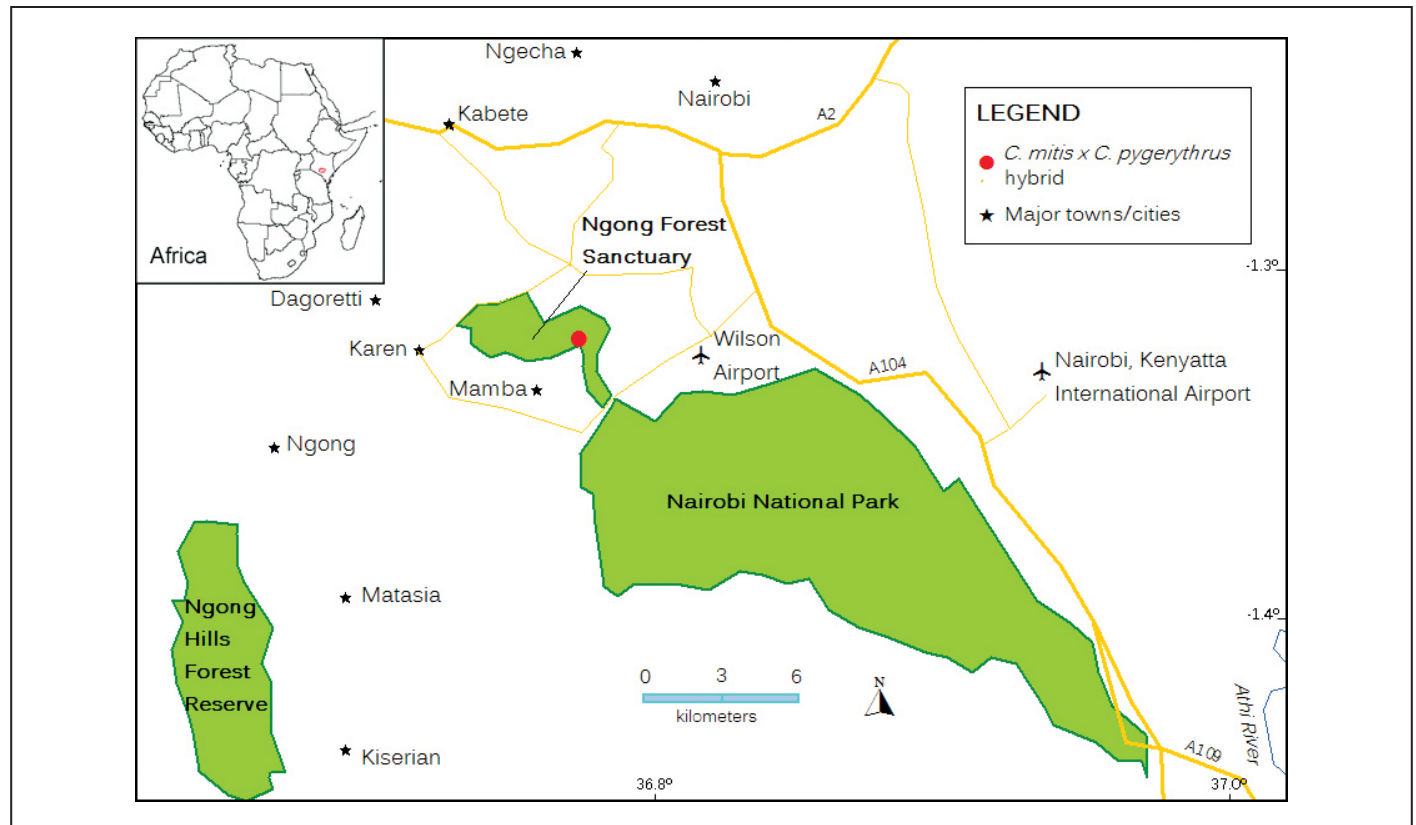 Africa
Ngecha
Nairobi
Kabete
A2
LEGEND
C. mitis x C. pygerythrus
hybrid
Major towns/cities
Ngong Forest
Sanctuary
-1.3º
Dagoretti
Karen
Wilson
Airport
Mamba
A104
Nairobi, Kenyatta
International Airport
Ngong
Nairobi National Park
Matasia
Ngong
Hills
Forest
Reserve
-1.4º
0 3 6
kilometers
N
Kiserian
Athi River
A109
36.8º
37.0º